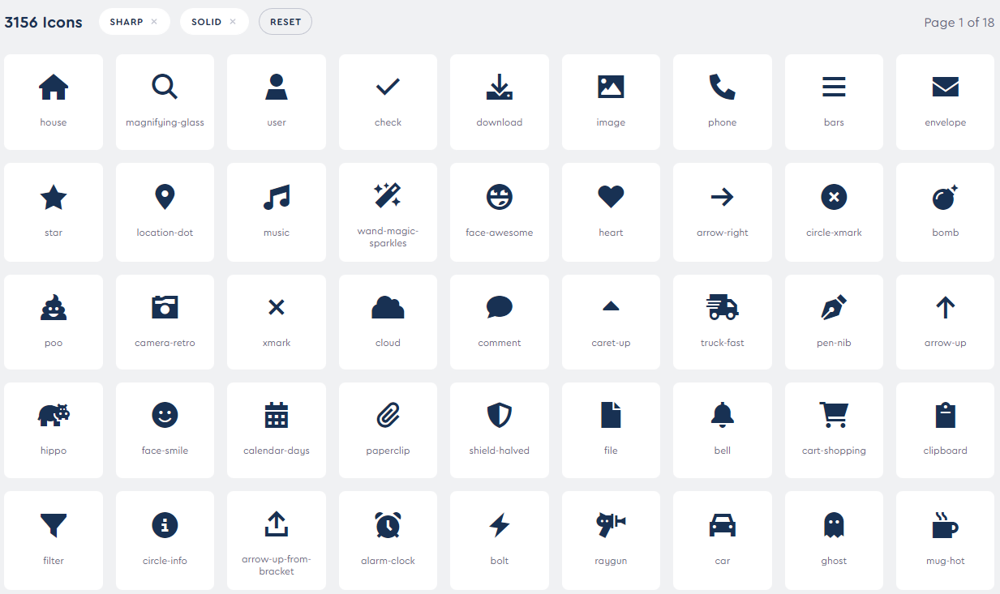 3156 Icons SHARP × SOLID × RESET Page 1 of 18
house magnifying-glass user check download image phone bars envelope
star location-dot music wand-magic-sparkles face-awesome heart arrow-right circle-xmark bomb
poo camera-retro xmark cloud comment caret-up truck-fast pen-nib arrow-up
hippo face-smile calendar-days paperclip shield-halved file bell cart-shopping clipboard
filter circle-info arrow-up-from-bracket alarm-clock bolt raygun car ghost mug-hot